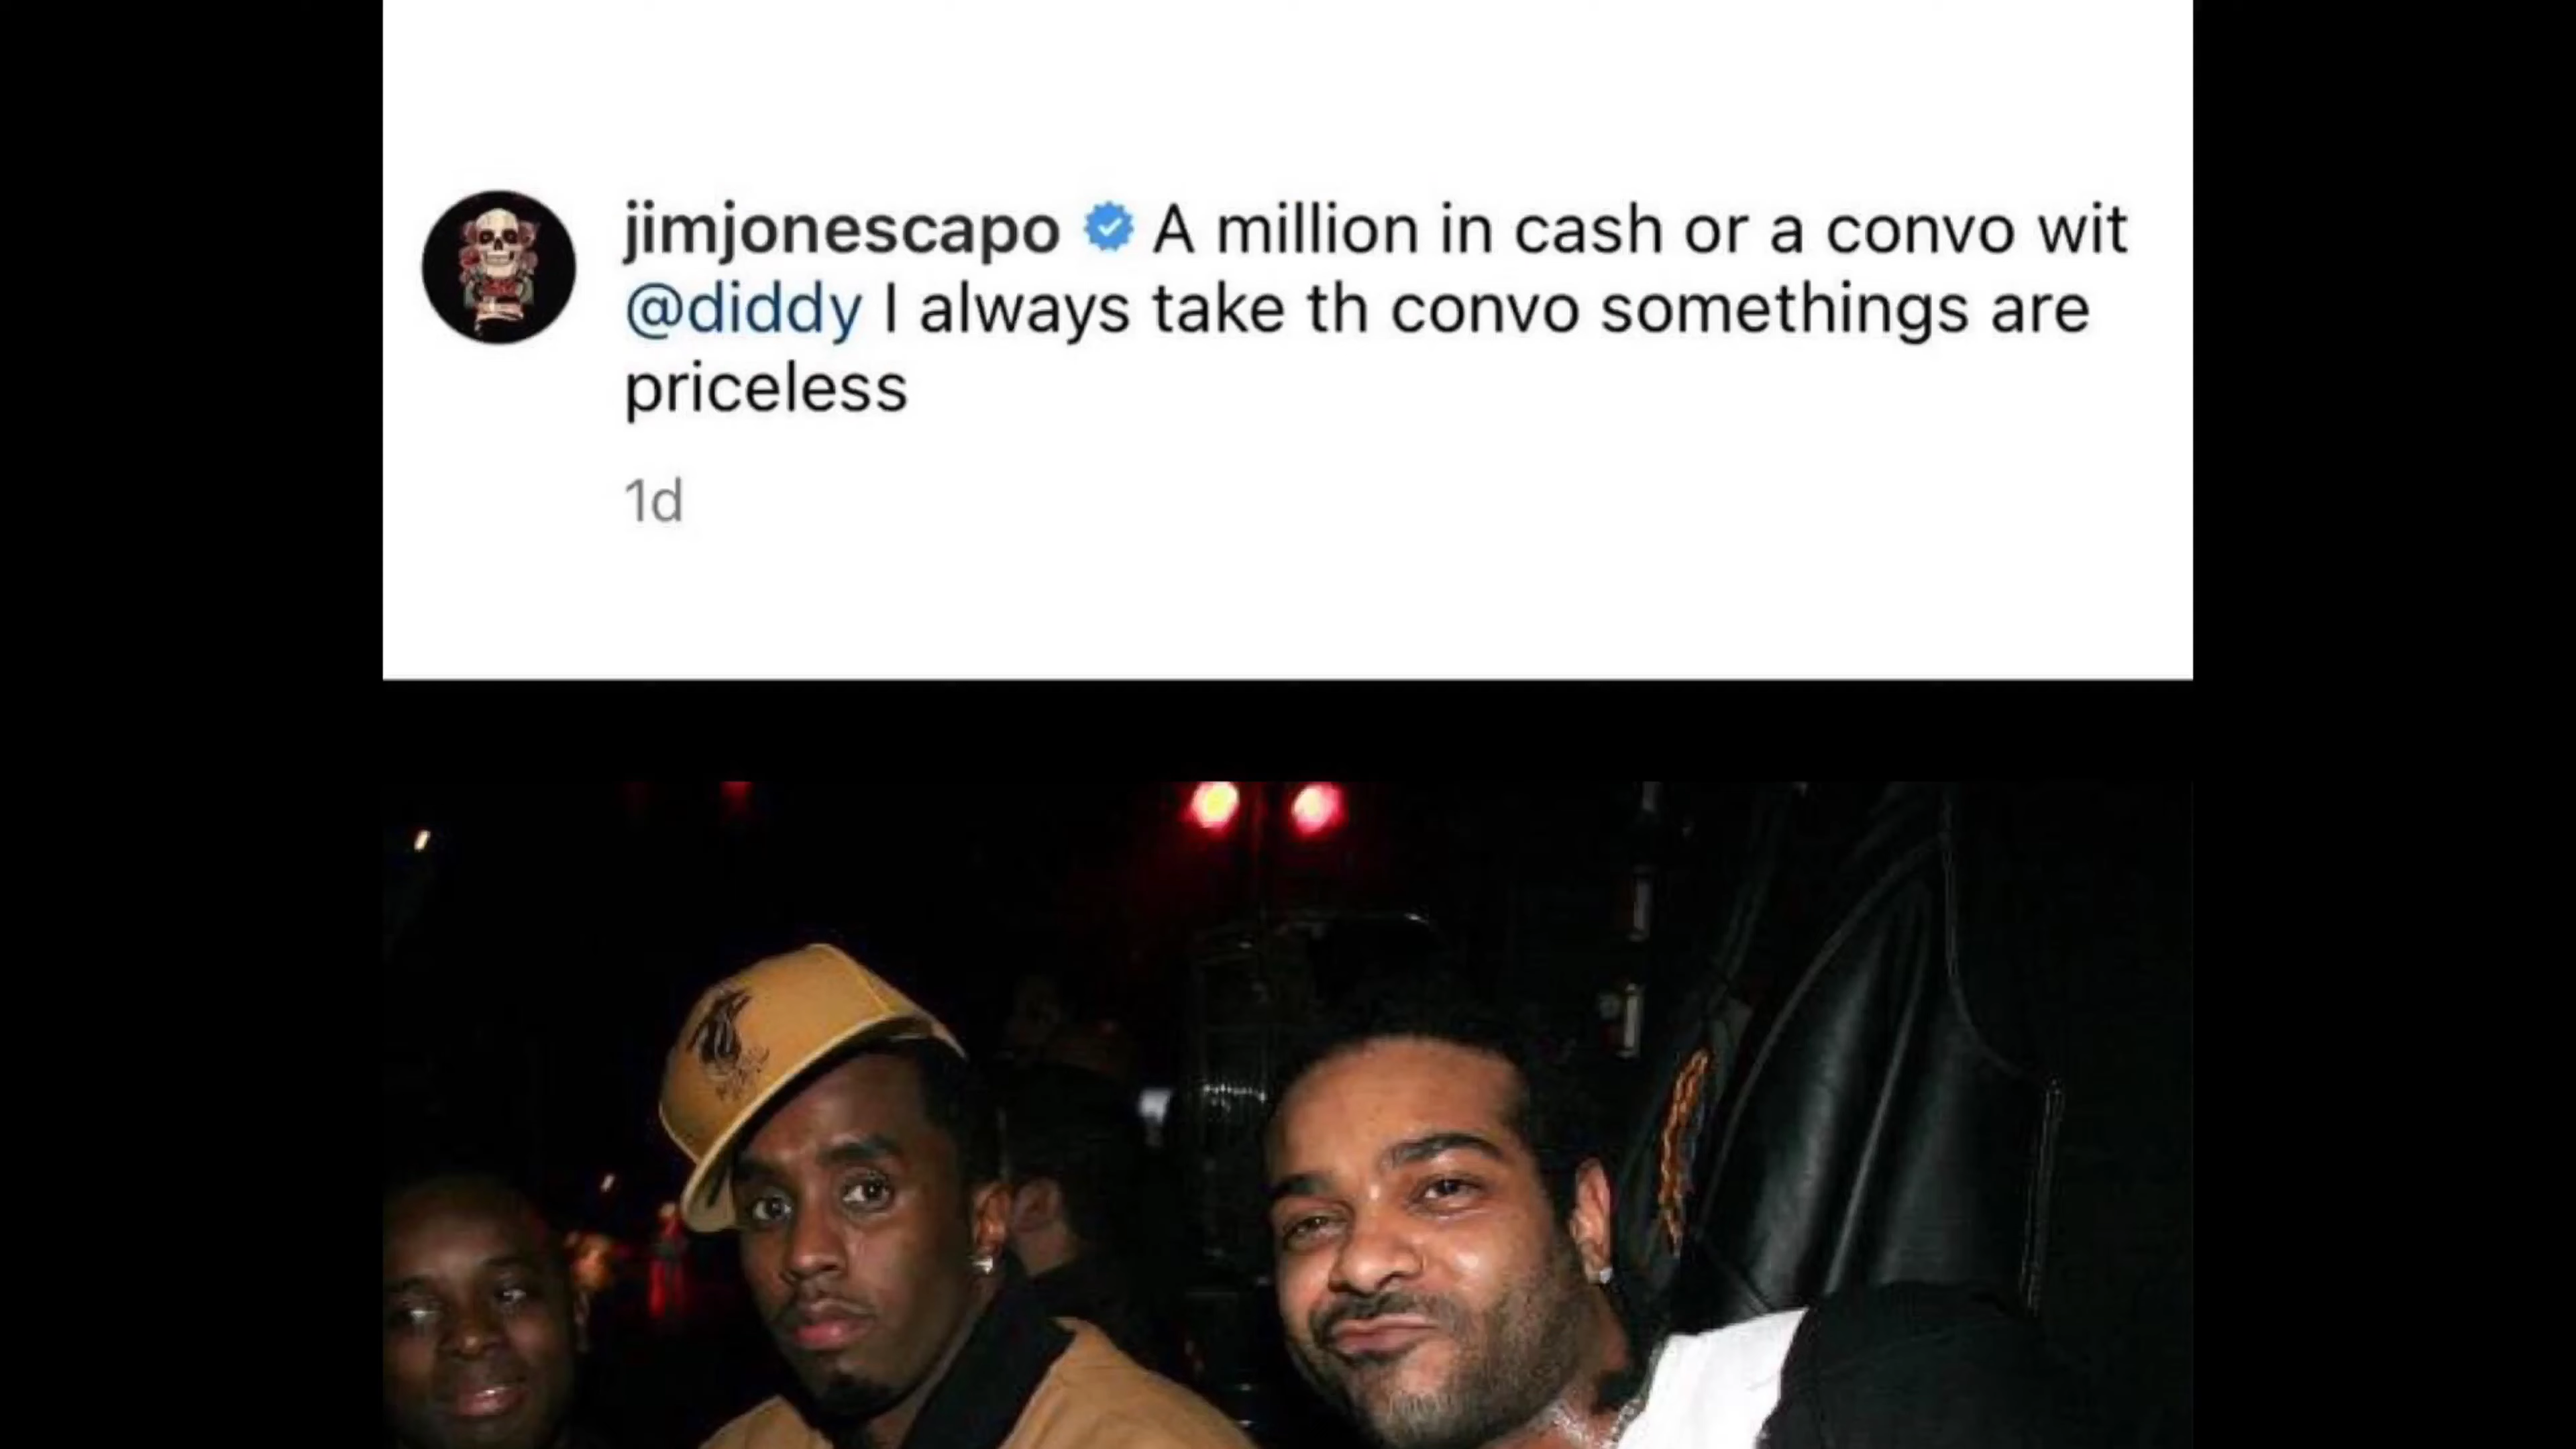 jimjonescapo A million in cash or a convo wit
@diddy I always take th convo somethings are
priceless
1d